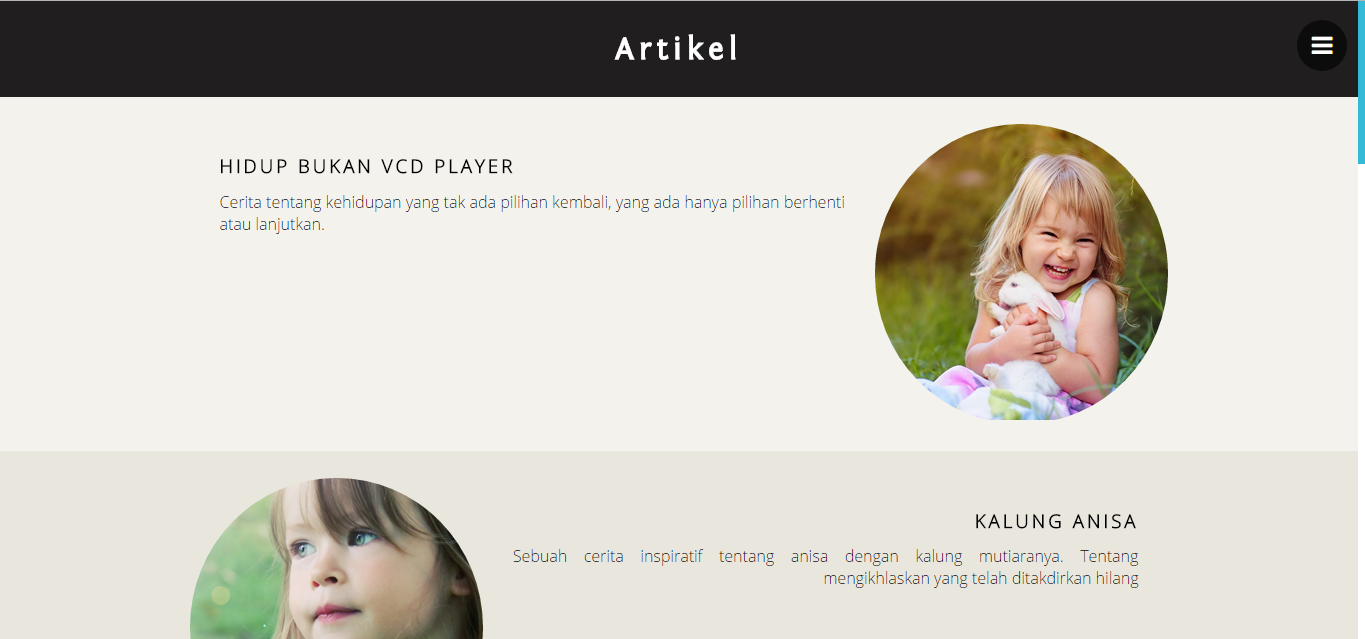 Artikel
HIDUP BUKAN VCD PLAYER
Cerita tentang kehidupan yang tak ada pilihan kembali, yang ada hanya pilihan berhenti
atau lanjutkan.
KALUNG ANISA
Sebuah cerita inspiratif tentang anisa dengan kalung mutiaranya. Tentang
mengikhlaskan yang telah ditakdirkan hilang